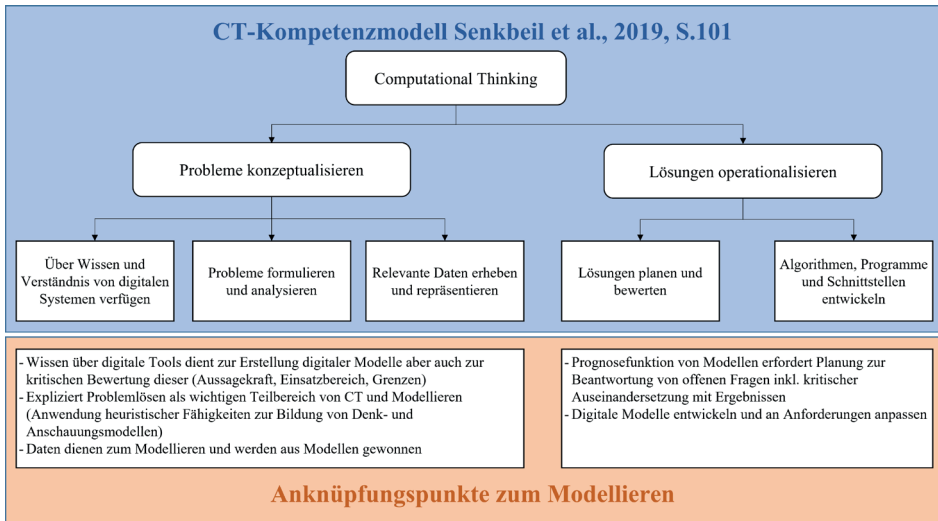 CT-Kompetenzmodell Senkbeil et al., 2019, S.101
Computational Thinking
Probleme konzeptualisieren
Lösungen operationalisieren
Über Wissen und
Verständnis von digitalen
Systemen verfügen
Probleme formulieren
und analysieren
Relevante Daten erheben
und repräsentieren
Lösungen planen und
bewerten
Algorithmen, Programme
und Schnittstellen
entwickeln
- Wissen über digitale Tools dient zur Erstellung digitaler Modelle aber auch zur
kritischen Bewertung dieser (Aussagekraft, Einsatzbereich, Grenzen)
- Expliziert Problemlösen als wichtigen Teilbereich von CT und Modellieren
(Anwendung heuristischer Fähigkeiten zur Bildung von Denk- und
Anschauungsmodellen)
- Daten dienen zum Modellieren und werden aus Modellen gewonnen
- Prognosefunktion von Modellen erfordert Planung zur
Beantwortung von offenen Fragen inkl. kritischer
Auseinandersetzung mit Ergebnissen
- Digitale Modelle entwickeln und an Anforderungen anpassen
Anknüpfungspunkte zum Modellieren